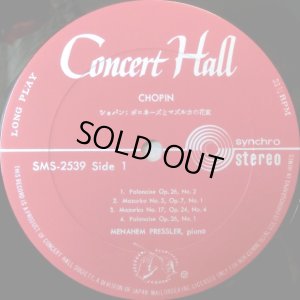 Concert Hall
LONG PLAY
33⅓ RPM
CHOPIN
ショパン：ポロネーズとマズルカの花束
SOLD OUT
synchro
stereo
SMS-2539 Side 1
1. Polonaise Op. 26, No. 2
2. Mazurka No. 5, Op. 7, No. 1
3. Mazurka No. 17, Op. 24, No. 4
4. Polonaise Op. 26, No. 1
MENAHEM PRESSLER, piano